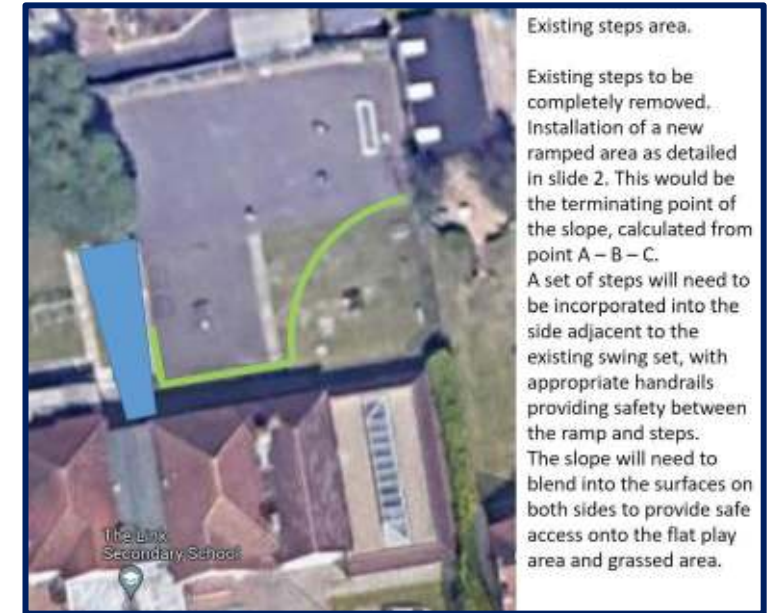 Existing steps area.
Existing steps to be
completely removed.
Installation of a new
ramped area as detailed
in slide 2. This would be
the terminating point of
the slope, calculated from
point A – B – C.
A set of steps will need to
be incorporated into the
side adjacent to the
existing swing set, with
appropriate handrails
providing safety between
the ramp and steps.
The slope will need to
blend into the surfaces on
both sides to provide safe
access onto the flat play
area and grassed area.
The Link
Secondary School